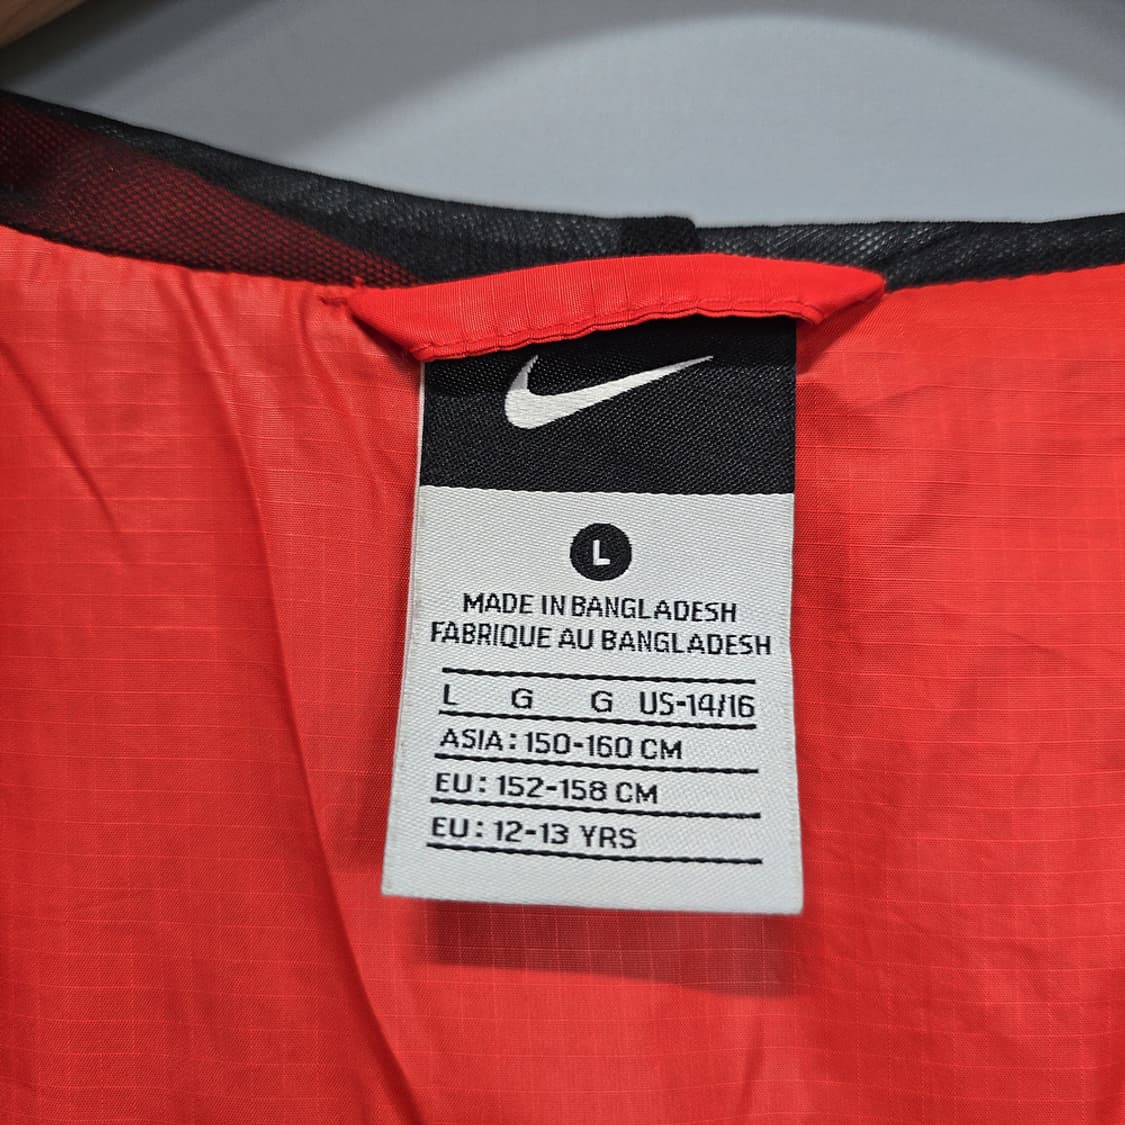 L
MADE IN BANGLADESH
FABRIQUE AU BANGLADESH
L G G US-14/16
ASIA: 150-160 CM
EU: 152-158 CM
EU: 12-13 YRS